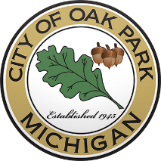 CITY OF OAK PARK
Established 1945
MICHIGAN